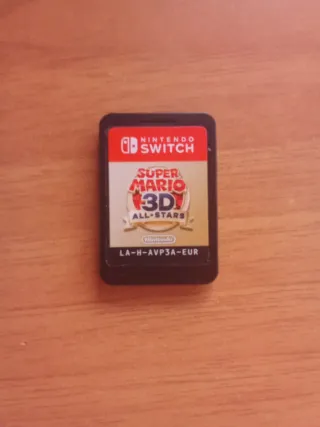 NINTENDO
SWITCH
SUPER
MARIO
3D
ALL-STARS
Nintendo
LA-H-AVP3A-EUR